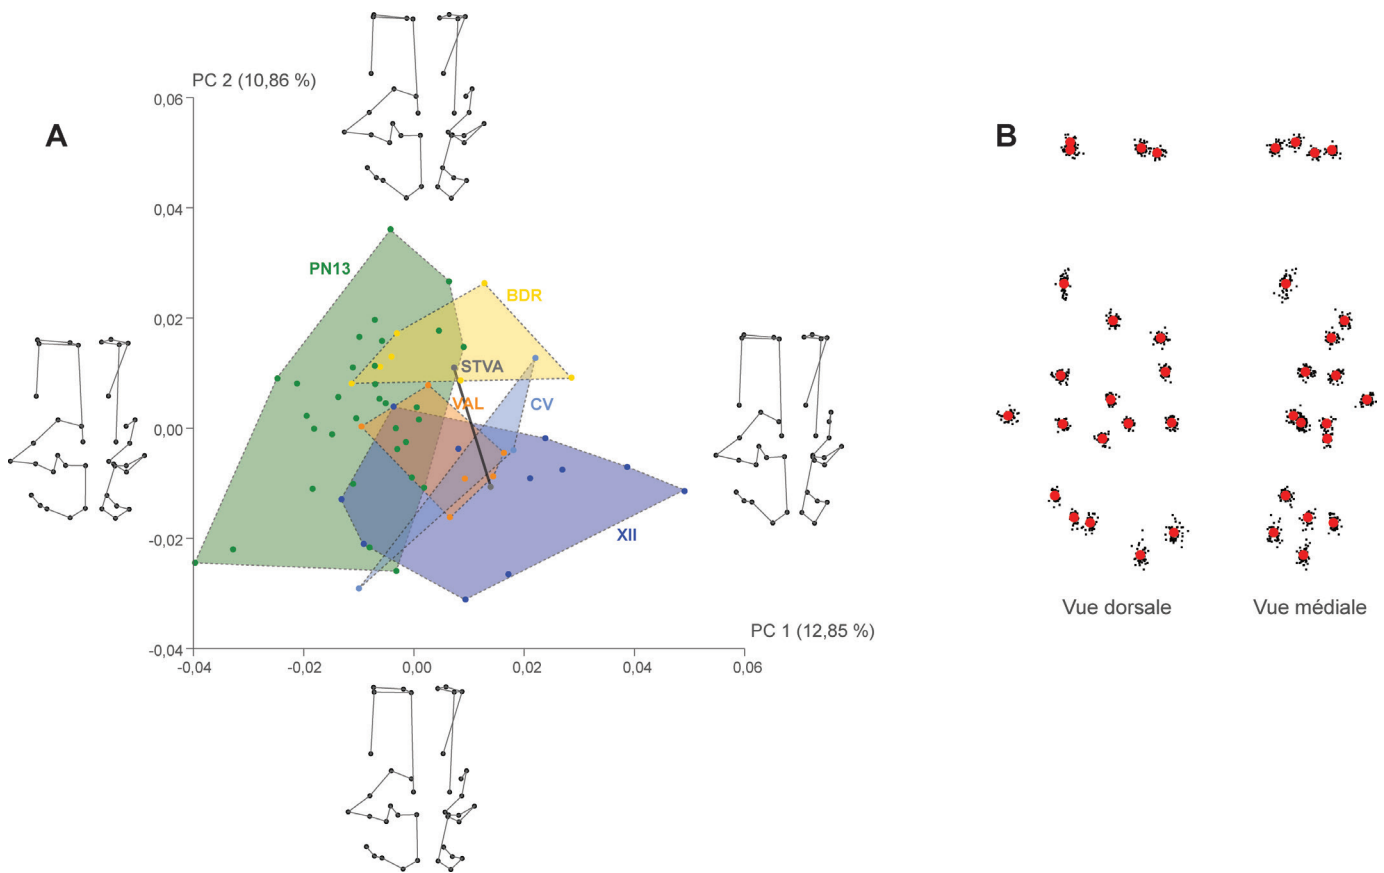 A
PC 2 (10,86 %)
0,06
0,04
0,02
0,00
-0,02
-0,04
PN13
BDR
STVA
VAL
CV
XII
PC 1 (12,85 %)
-0,04
-0,02
0,00
0,02
0,04
0,06
B
Vue dorsale
Vue médiale